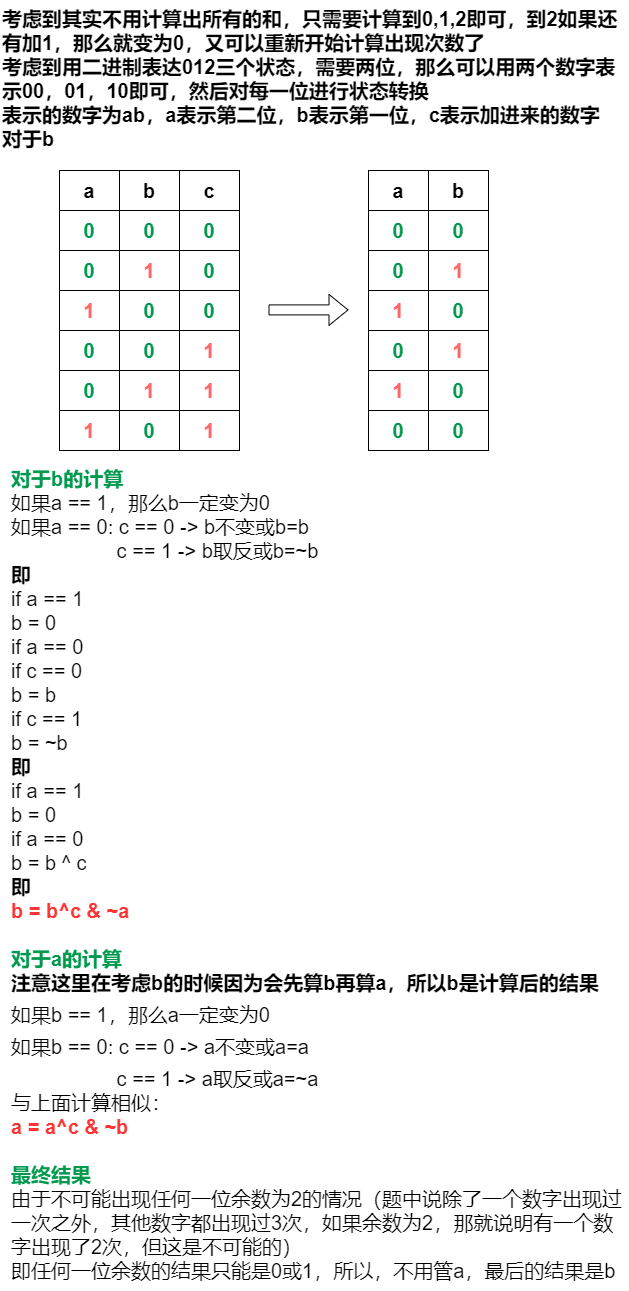 考虑到其实不用计算出所有的和，只需要计算到0,1,2即可，到2如果还
有加1，那么就变为0，又可以重新开始计算出现次数了
考虑到用二进制表达012三个状态，需要两位，那么可以用两个数字表
示00，01，10即可，然后对每一位进行状态转换
表示的数字为ab，a表示第二位，b表示第一位，c表示加进来的数字
对于b
a b c a b
0 0 0 0 0
0 1 0 0 1
1 0 0 1 0
0 0 1 0 1
0 1 1 1 0
1 0 1 0 0
对于b的计算
如果a == 1，那么b一定变为0
如果a == 0: c == 0 -> b不变或b=b
c == 1 -> b取反或b=~b
即
if a == 1
b = 0
if a == 0
if c == 0
b = b
if c == 1
b = ~b
即
if a == 1
b = 0
if a == 0
b = b ^ c
即
b = b^c & ~a
对于a的计算
注意这里在考虑b的时候因为会先算b再算a，所以b是计算后的结果
如果b == 1，那么a一定变为0
如果b == 0: c == 0 -> a不变或a=a
c == 1 -> a取反或a=~a
与上面计算相似：
a = a^c & ~b
最终结果
由于不可能出现任何一位余数为2的情况（题中说除了一个数字出现过
一次之外，其他数字都出现过3次，如果余数为2，那就说明有一个数
字出现了2次，但这是不可能的）
即任何一位余数的结果只能是0或1，所以，不用管a，最后的结果是b